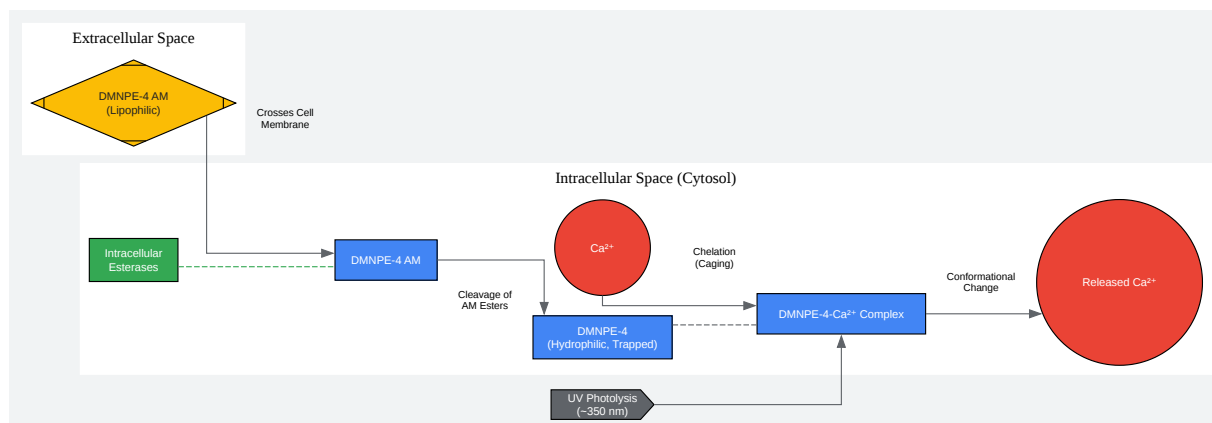 Extracellular Space
DMNPE-4 AM
(Lipophilic)
Crosses Cell
Membrane
Intracellular Space (Cytosol)
Intracellular
Esterases
DMNPE-4 AM
Cleavage of
AM Esters
Ca²⁺
DMNPE-4
(Hydrophilic, Trapped)
Chelation
(Caging)
DMNPE-4-Ca²⁺ Complex
Conformational
Change
Released Ca²⁺
UV Photolysis
(~350 nm)